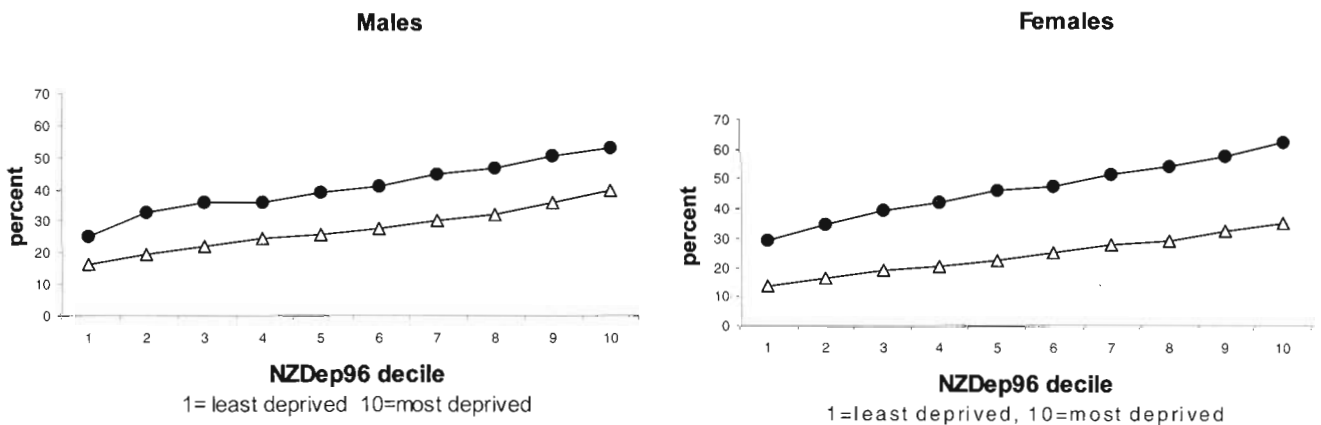 Males
70
60
50
40
30
20
10
0
percent
1 2 3 4 5 6 7 8 9 10
NZDep96 decile
1= least deprived 10=most deprived
Females
70
60
50
40
30
20
10
0
percent
1 2 3 4 5 6 7 8 9 10
NZDep96 decile
1=least deprived, 10=most deprived